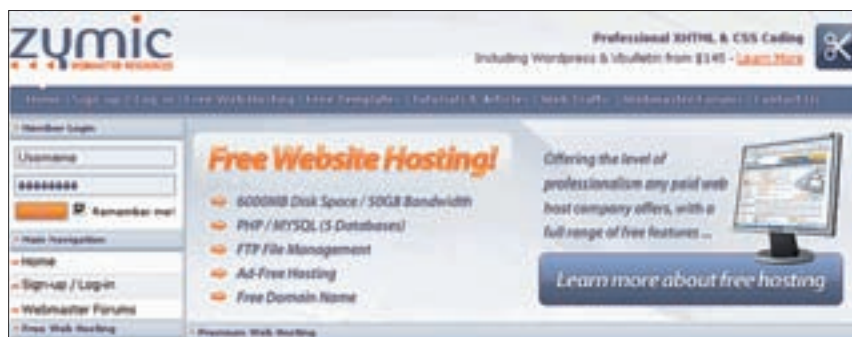 zymic
WEBMASTER RESOURCES
Professional XHTML & CSS Coding
Including Wordpress & Vbulletin from $145 - Learn More
Home | Sign up / Log in | Free Web Hosting | Free Templates | Tutorials & Articles | Web Traffic | Webmaster Forums | Contact Us
Member Login
Username
Remember me!
Main Navigation
Home
Sign-up / Log-in
Webmaster Forums
Free Web Hosting
Free Website Hosting!
6000MB Disk Space / 50GB Bandwidth
PHP / MYSQL (5 Databases)
FTP File Management
Ad-Free Hosting
Free Domain Name
Offering the level of
professionalism any paid web
host company offers, with a
full range of free features ...
Learn more about free hosting
Premium Web Hosting